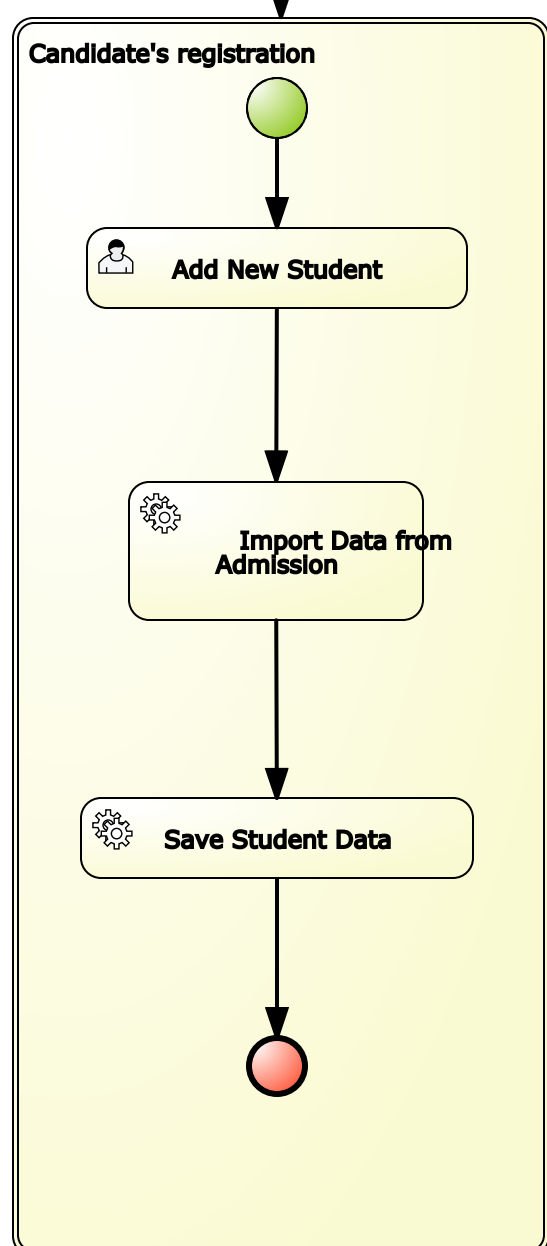 Candidate's registration
Add New Student
Import Data from
Admission
Save Student Data